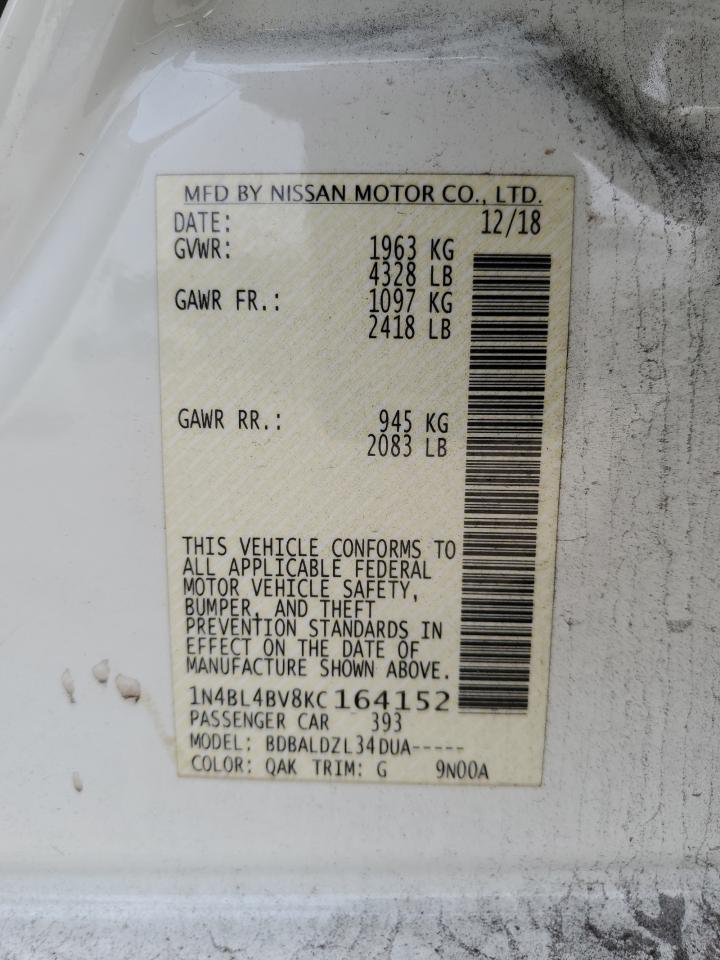 MFD BY NISSAN MOTOR CO., LTD.
DATE: 12/18
GVWR: 1963 KG
4328 LB
GAWR FR.: 1097 KG
2418 LB
GAWR RR.: 945 KG
2083 LB
THIS VEHICLE CONFORMS TO
ALL APPLICABLE FEDERAL
MOTOR VEHICLE SAFETY,
BUMPER, AND THEFT
PREVENTION STANDARDS IN
EFFECT ON THE DATE OF
MANUFACTURE SHOWN ABOVE.
1N4BL4BV8KC164152
PASSENGER CAR 393
MODEL: BDBALDZL34DUA-----
COLOR: QAK TRIM: G 9N00A